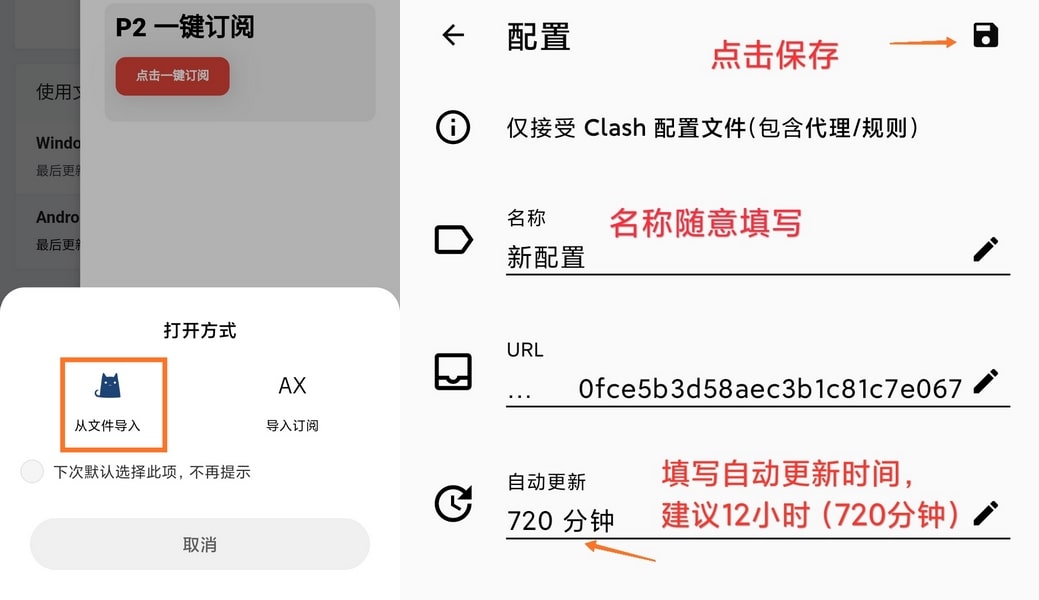 P2 一键订阅
点击一键订阅
使用文
Windo
最后更新
Andro
最后更新
打开方式
从文件导入
AX
导入订阅
下次默认选择此项，不再提示
取消
配置
点击保存
仅接受 Clash 配置文件(包含代理/规则)
名称
名称随意填写
新配置
URL
... 0fce5b3d58aec3b1c81c7e067
自动更新
填写自动更新时间，
720 分钟
建议12小时（720分钟）